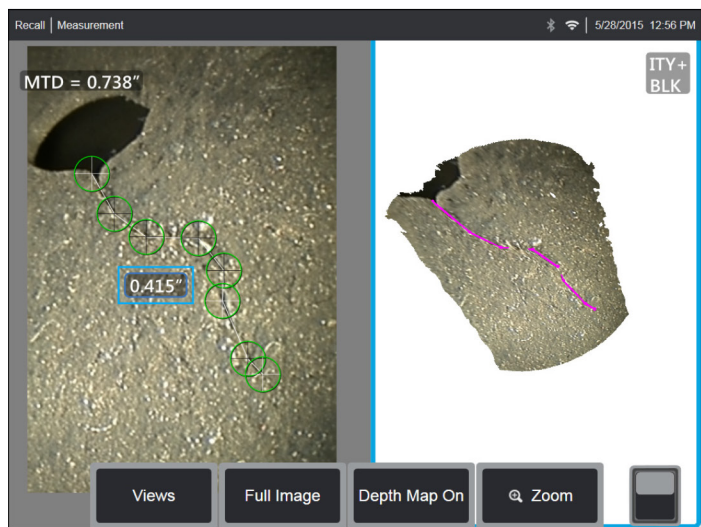 Recall | Measurement
5/28/2015 12:56 PM
MTD = 0.738"
ITY+
BLK
0.415"
Views
Full Image
Depth Map On
Zoom